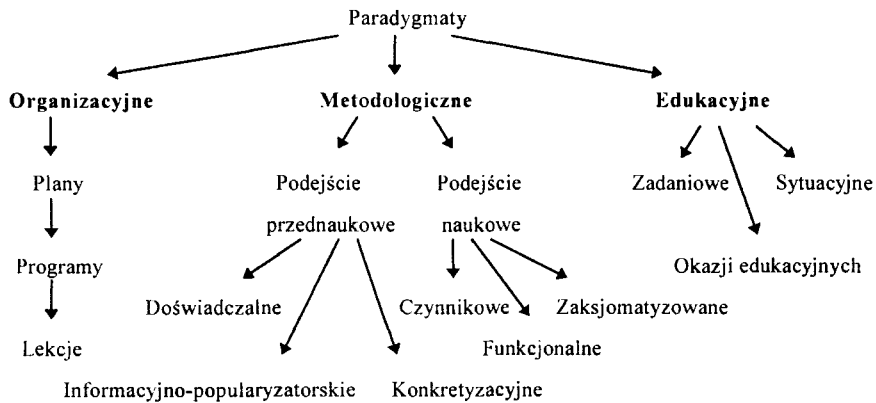 Paradygmaty
Organizacyjne Metodologiczne Edukacyjne
Plany Podejście Podejście Zadaniowe Sytuacyjne
przednaukowe naukowe
Programy Okazji edukacyjnych
Doświadczalne Czynnikowe Zaksjomatyzowane
Lekcje Funkcjonalne
Informacyjno-popularyzatorskie Konkretyzacyjne